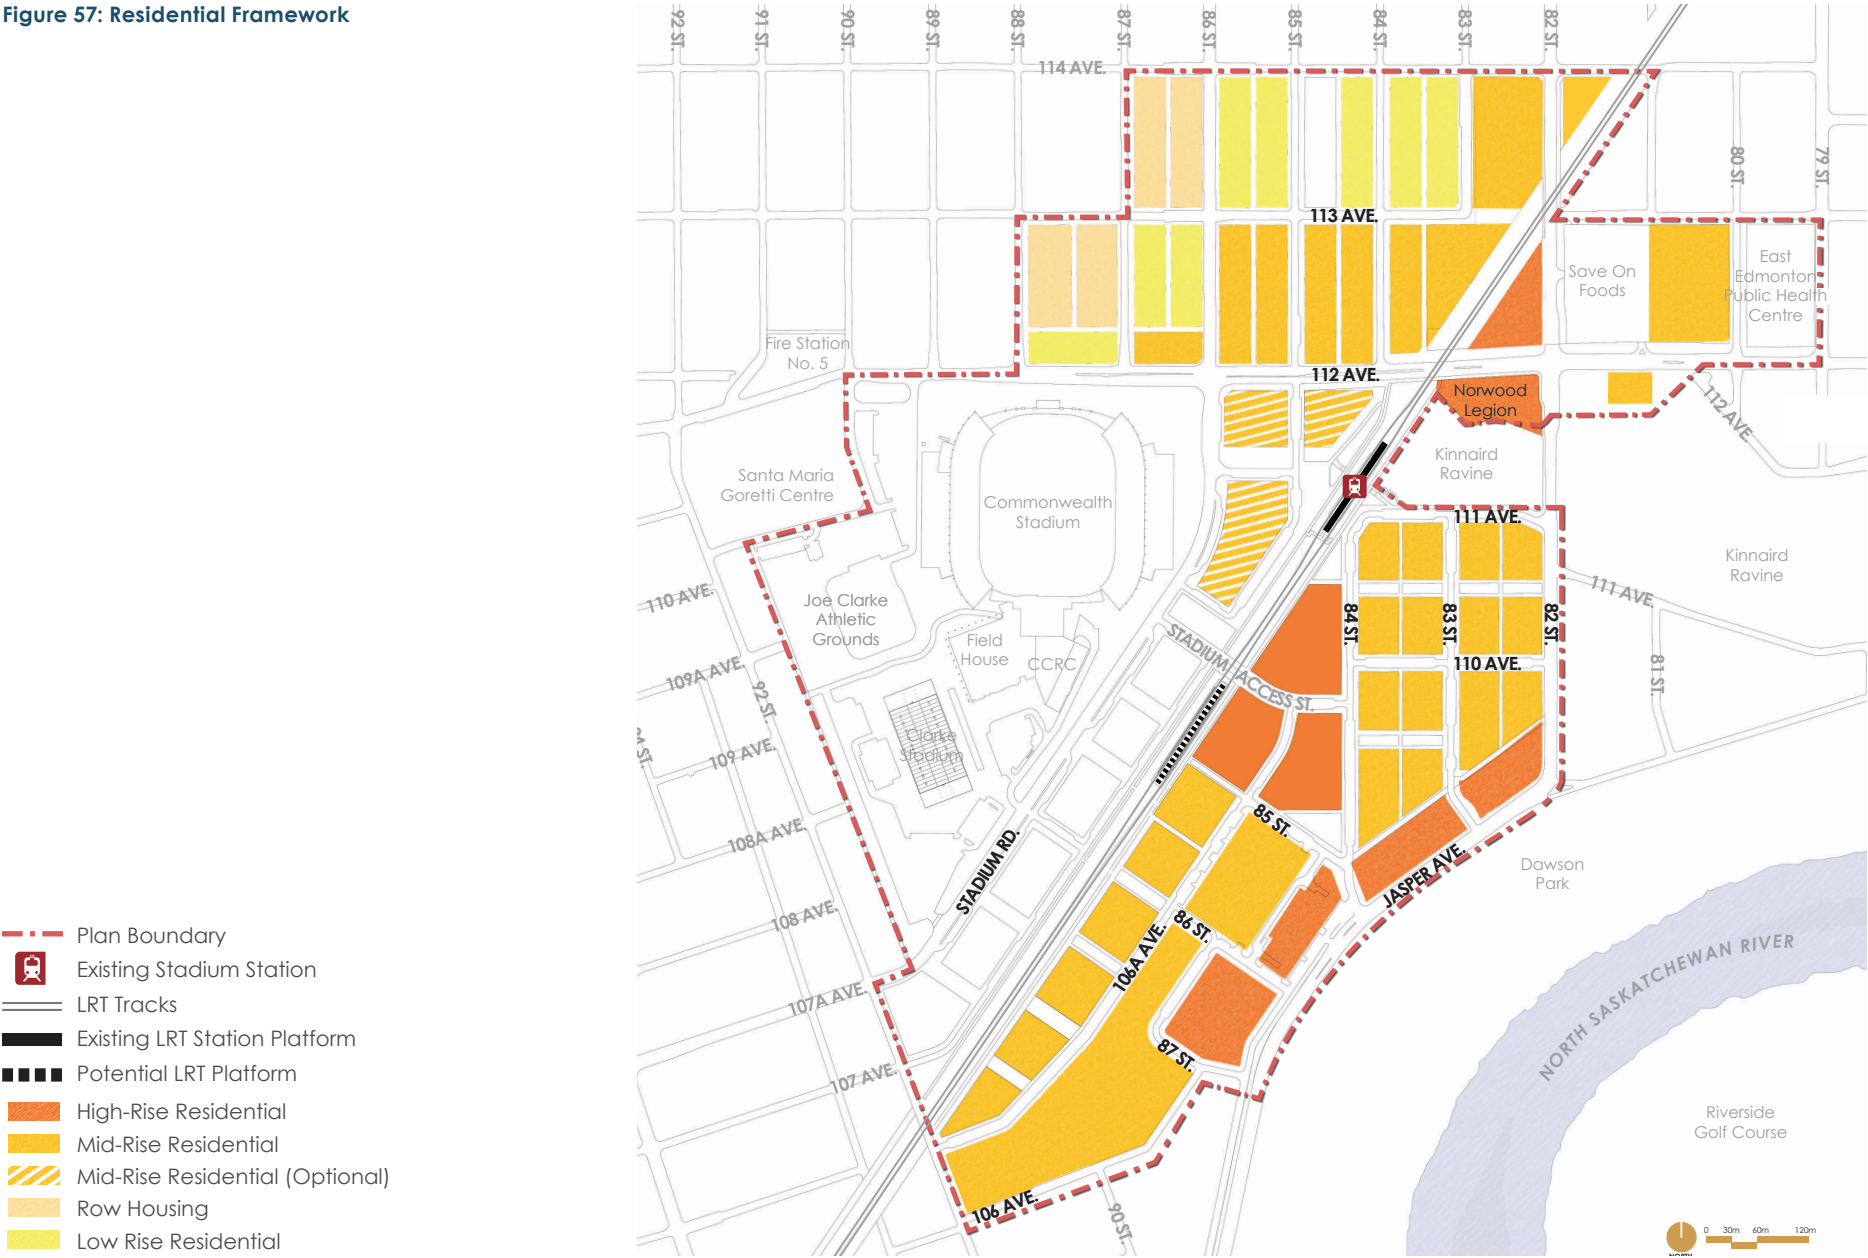 Figure 57: Residential Framework
92 ST.
91 ST.
90 ST.
89 ST.
88 ST.
87 ST.
86 ST.
85 ST.
84 ST.
83 ST.
82 ST.
114 AVE.
80 ST.
79 ST.
113 AVE.
Save On
Foods
East
Edmonton
Public Health
Centre
Fire Station
No. 5
112 AVE.
Norwood
Legion
112 AVE.
Kinnaird
Ravine
Santa Maria
Goretti Centre
Commonwealth
Stadium
111 AVE.
Kinnaird
Ravine
110 AVE.
Joe Clarke
Athletic
Grounds
111 AVE.
84 ST.
83 ST.
82 ST.
Field
House
CCRC
STADIUM ACCESS ST.
110 AVE.
81 ST.
109A AVE.
92 ST.
Clarke
Stadium
109 AVE.
85 ST.
108A AVE.
STADIUM RD.
JASPER AVE.
Dawson
Park
108 AVE.
86 ST.
106A AVE.
NORTH SASKATCHEWAN RIVER
107A AVE.
87 ST.
107 AVE.
Riverside
Golf Course
106 AVE.
90 ST.
Plan Boundary
Existing Stadium Station
LRT Tracks
Existing LRT Station Platform
Potential LRT Platform
High-Rise Residential
Mid-Rise Residential
Mid-Rise Residential (Optional)
Row Housing
Low Rise Residential
0 30m 60m 120m
NORTH